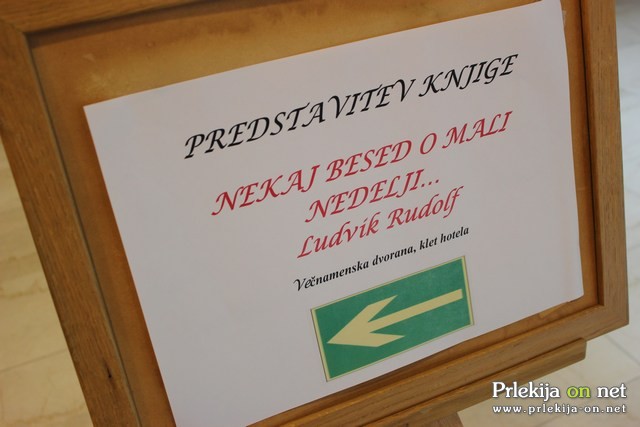 PREDSTAVITEV KNJIGE
NEKAJ BESED O MALI
NEDELJI...
Ludvik Rudolf
Večnamenska dvorana, klet hotela
Prlekija on net
www.prlekija-on.net